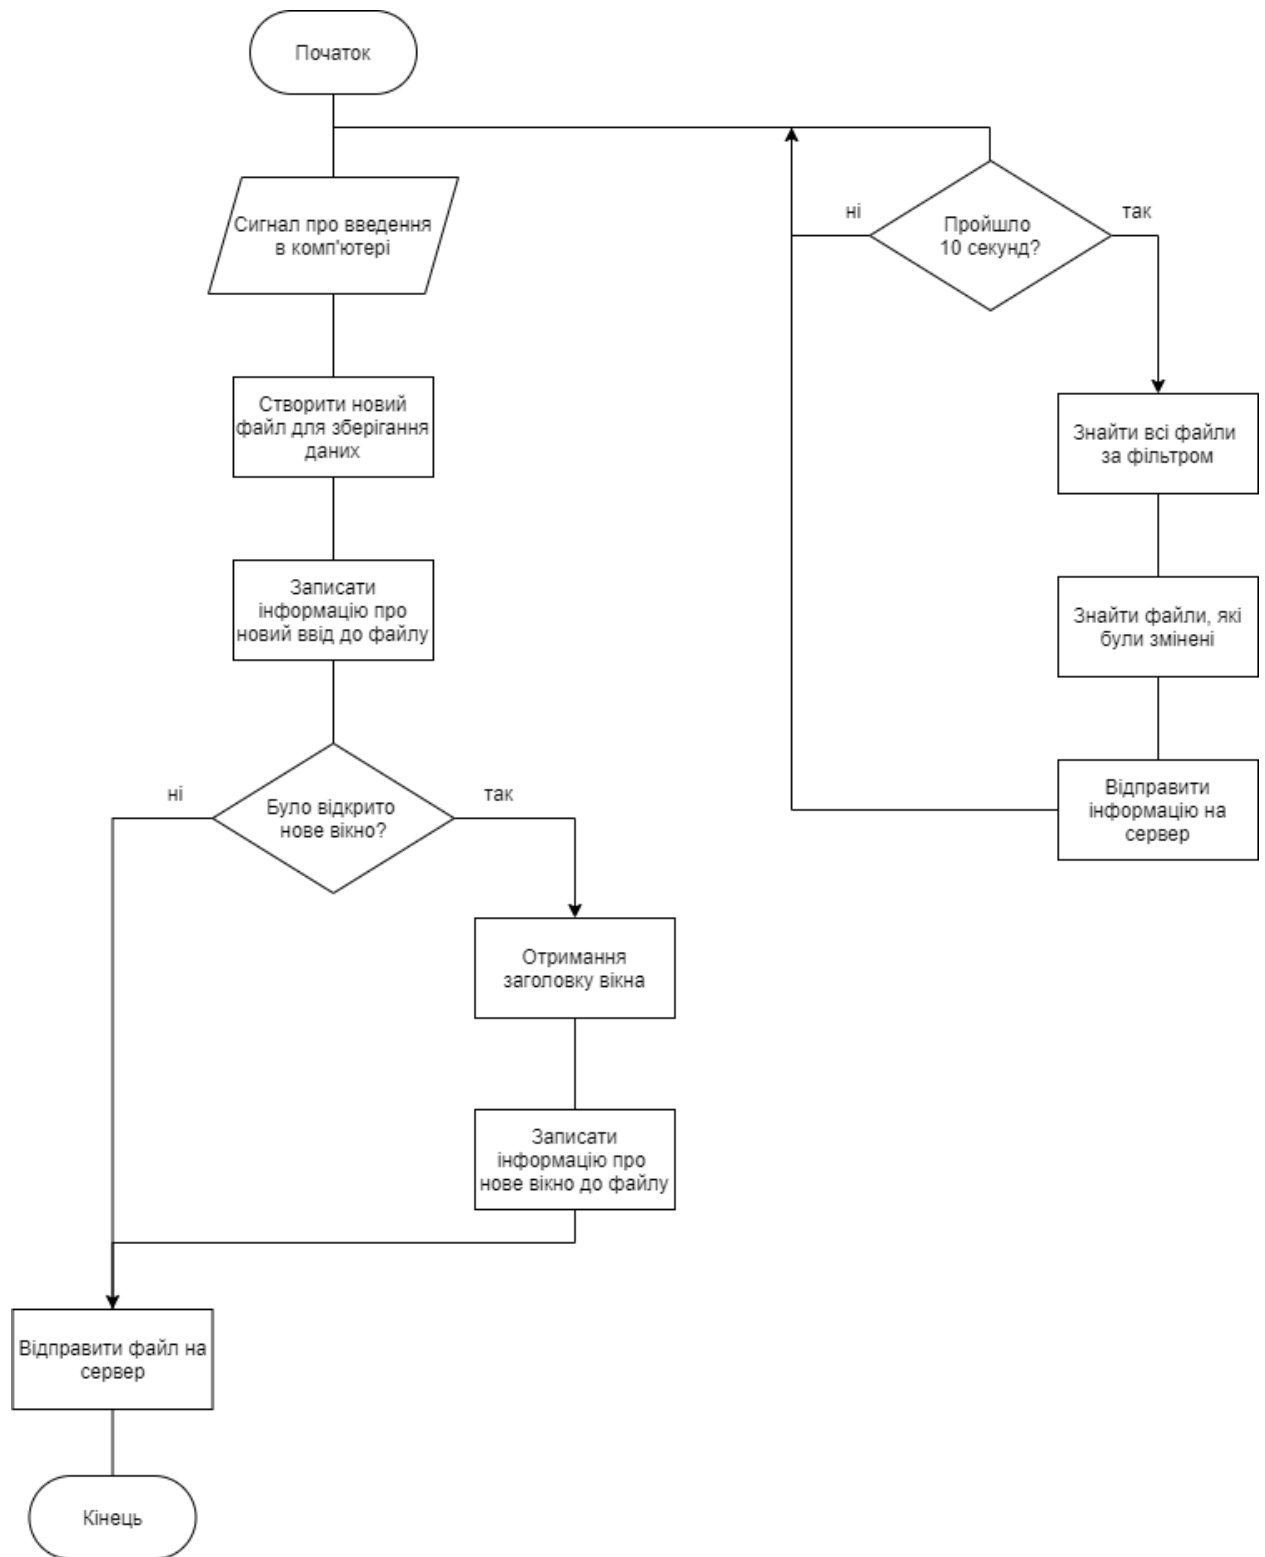 Початок
Сигнал про введення
в комп'ютері
Створити новий
файл для зберігання
даних
Записати
інформацію про
новий ввід до файлу
Було відкрито
нове вікно?
ні
так
Отримання
заголовку вікна
Записати
інформацію про
нове вікно до файлу
Відправити файл на
сервер
Кінець
Пройшло
10 секунд?
ні
так
Знайти всі файли
за фільтром
Знайти файли, які
були змінені
Відправити
інформацію на
сервер